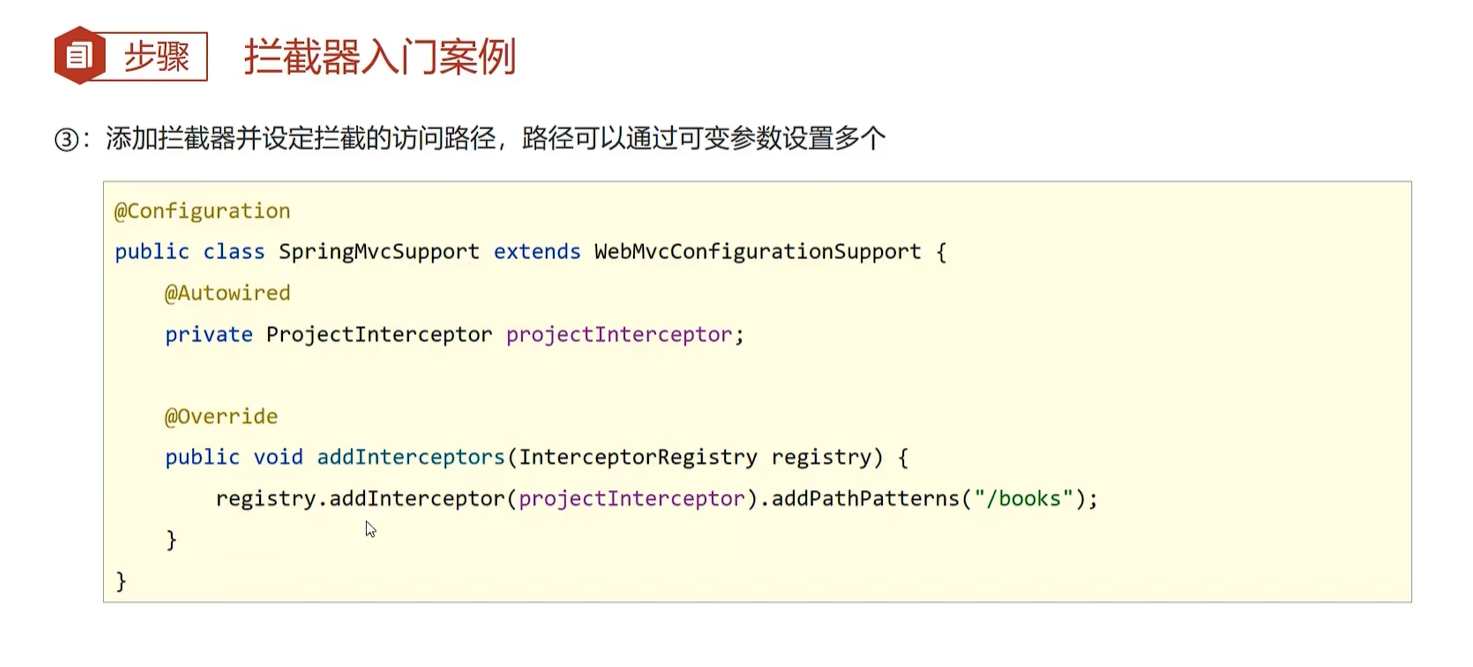 步骤 拦截器入门案例
③：添加拦截器并设定拦截的访问路径，路径可以通过可变参数设置多个
@Configuration
public class SpringMvcSupport extends WebMvcConfigurationSupport {
    @Autowired
    private ProjectInterceptor projectInterceptor;

    @Override
    public void addInterceptors(InterceptorRegistry registry) {
        registry.addInterceptor(projectInterceptor).addPathPatterns("/books");
    }
}